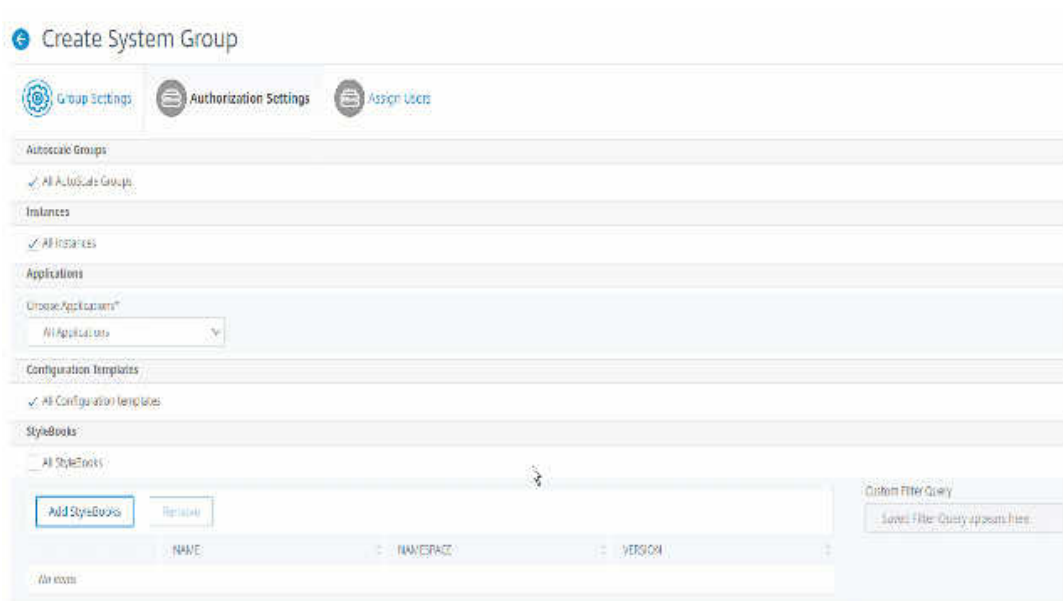 Create System Group
Group Settings
Authorization Settings
Assign Users
Autoscale Groups
All AutoScale Groups
Instances
All Instances
Applications
Choose Applications*
All Applications
Configuration Templates
All Configuration templates
StyleBooks
All StyleBooks
Add StyleBooks
Remove
Custom Filter Query
Saved Filter Query appears here
NAME
NAMESPACE
VERSION
No items